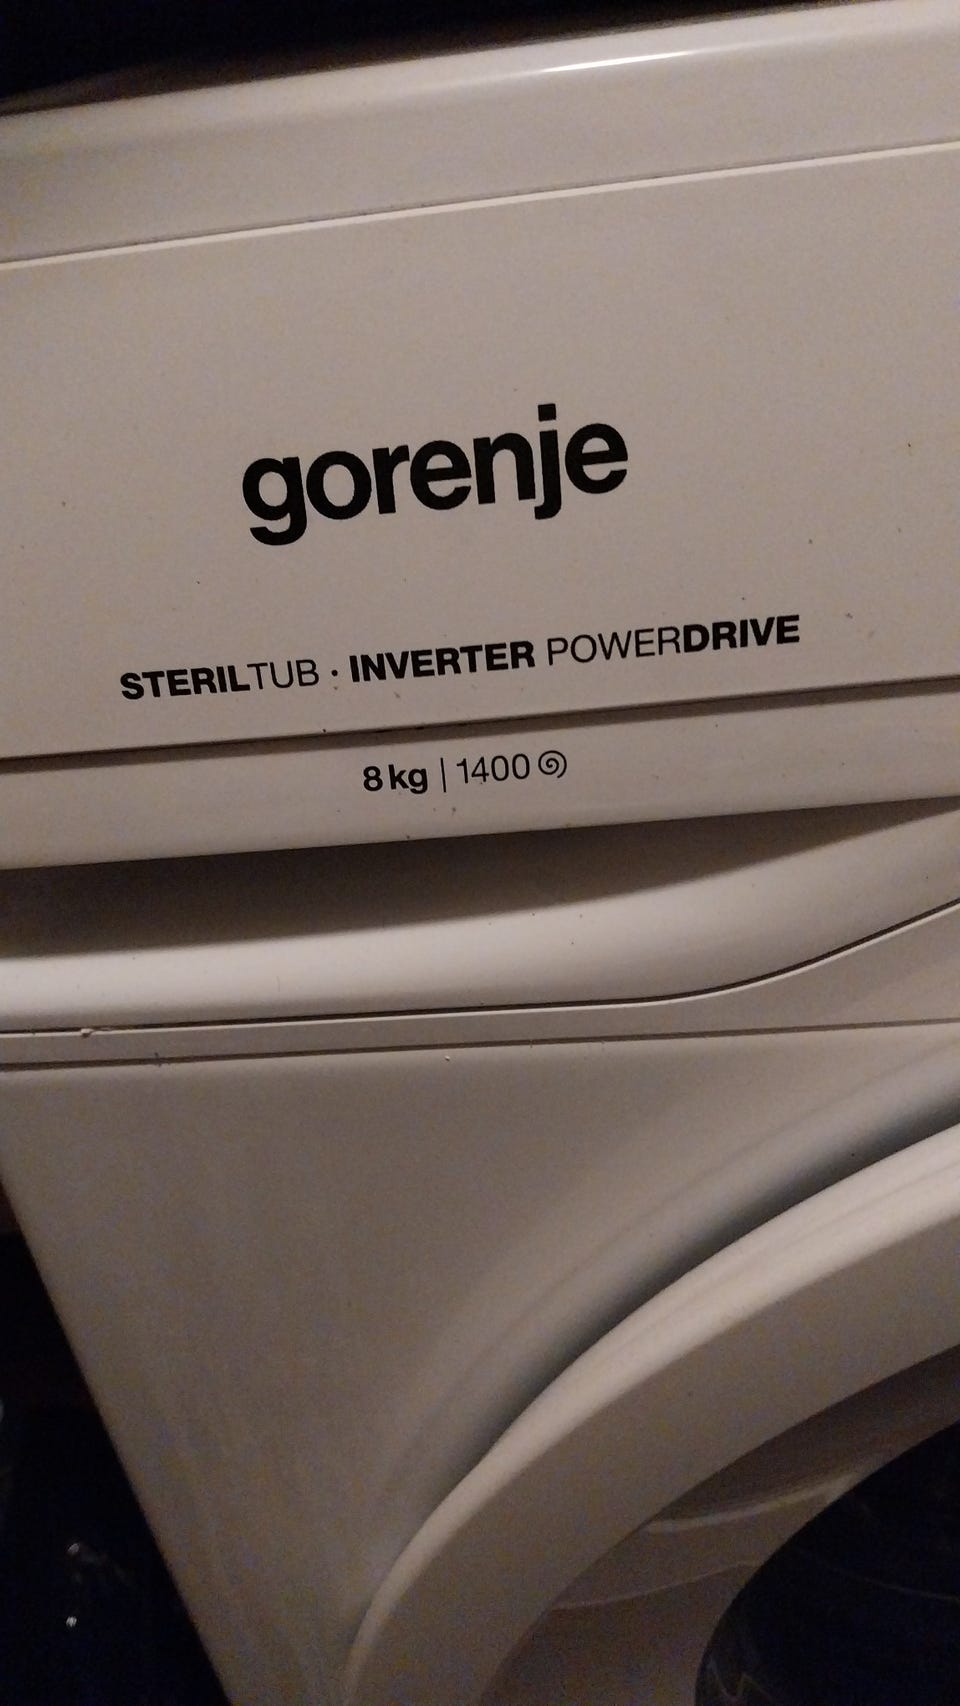 gorenje
STERILTUB · INVERTER POWERDRIVE
8 kg | 1400